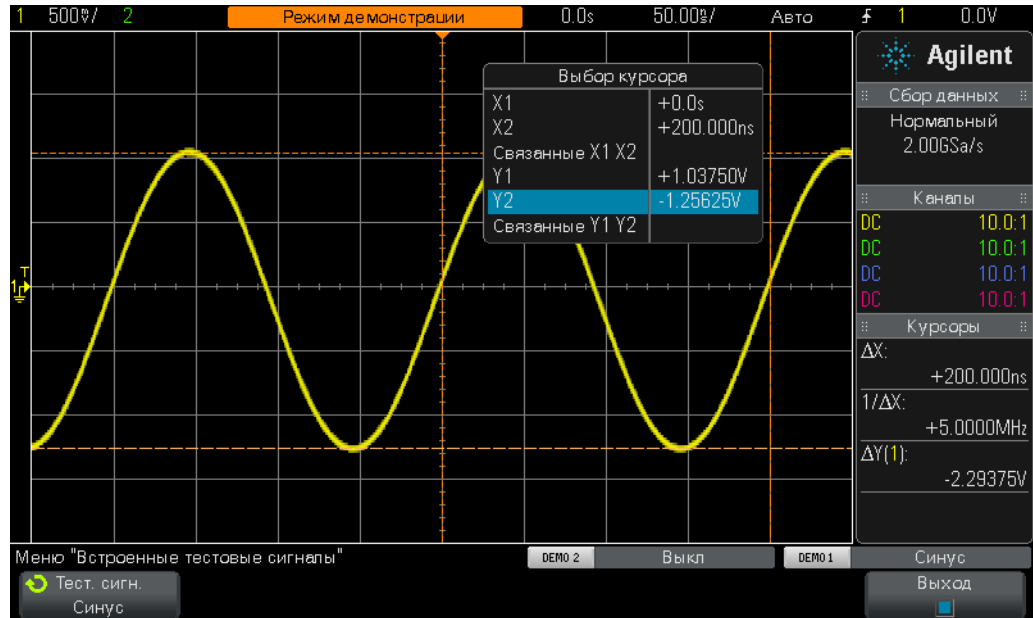 1 500mV/ 2 Режим демонстрации 0.0s 50.00ns/ Авто 1 0.0V
Agilent
Сбор данных
Нормальный
2.00GSa/s
Каналы
DC 10.0:1
DC 10.0:1
DC 10.0:1
DC 10.0:1
Курсоры
ΔX:
+200.000ns
1/ΔX:
+5.0000MHz
ΔY(1):
-2.29375V
Выбор курсора
X1 +0.0s
X2 +200.000ns
Связанные X1 X2
Y1 +1.03750V
Y2 -1.25625V
Связанные Y1 Y2
T
1
Меню "Встроенные тестовые сигналы" DEMO 2 Выкл DEMO 1 Синус
Тест. сигн.
Синус
Выход